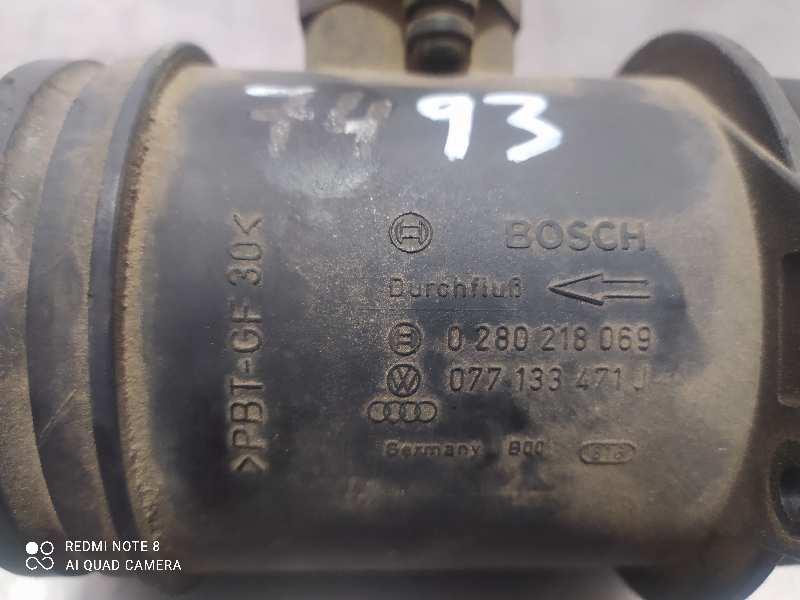 74 93
BOSCH
Durchfluß
0 280 218 069
077 133 471 J
Germany
>PBT-GF 30<
REDMI NOTE 8
AI QUAD CAMERA